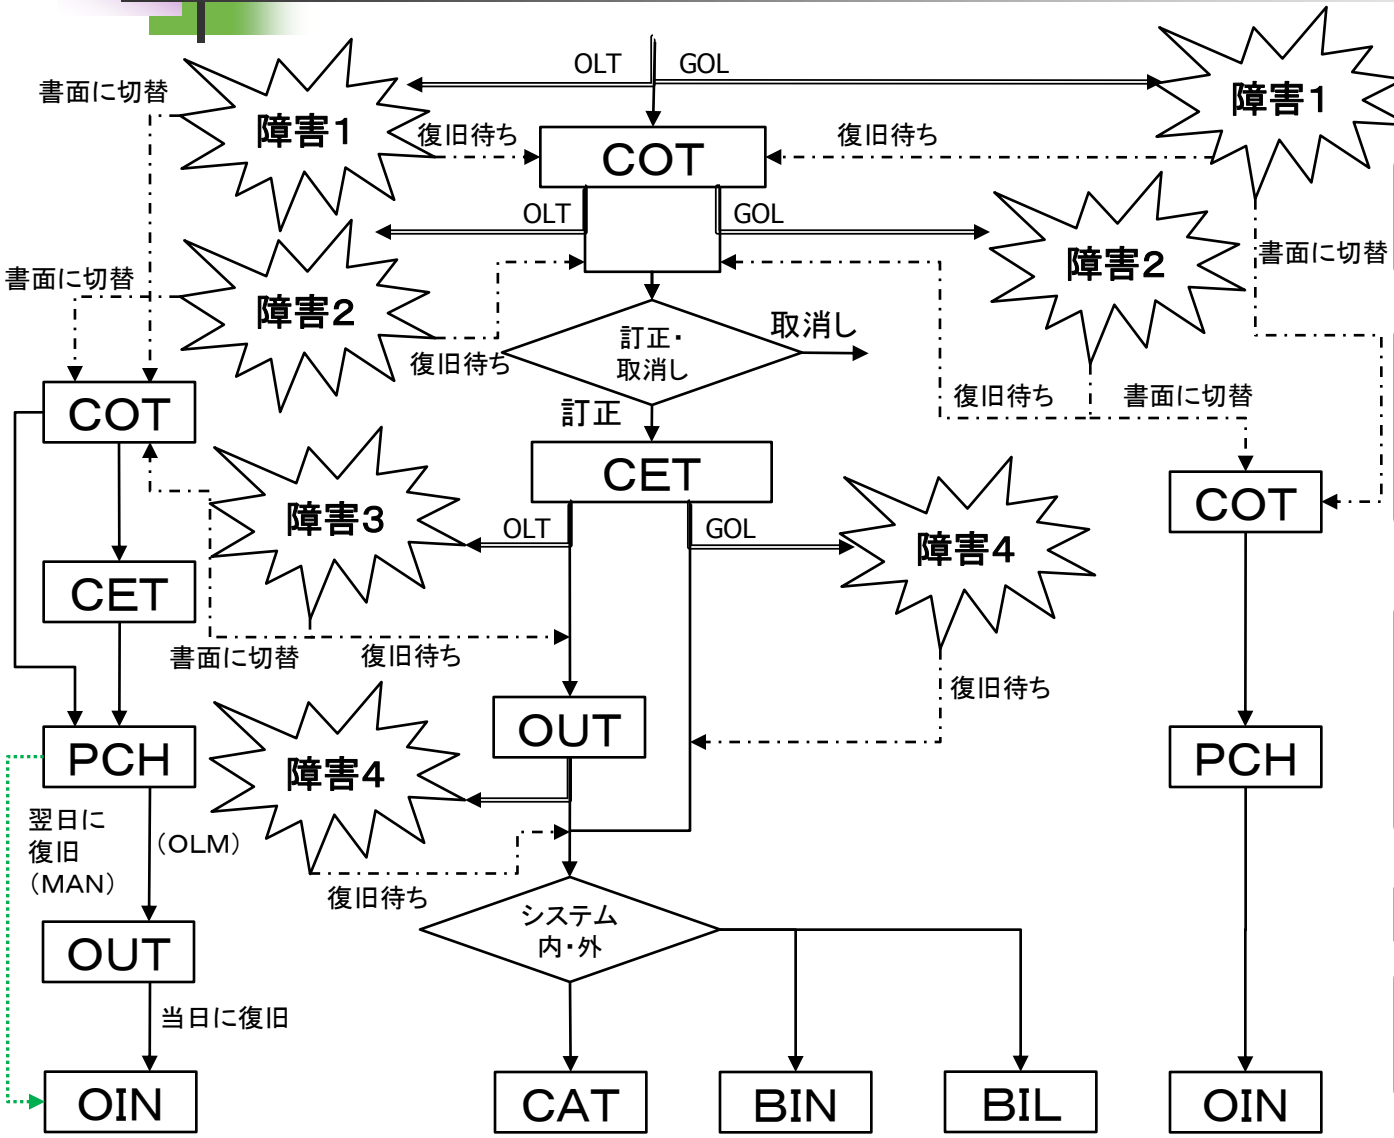 OLT
GOL
書面に切替
障害1
復旧待ち
COT
復旧待ち
障害1
OLT
GOL
書面に切替
障害2
復旧待ち
訂正・
取消し
取消し
訂正
障害2
書面に切替
復旧待ち
書面に切替
COT
CET
COT
障害3
OLT
GOL
障害4
CET
書面に切替
復旧待ち
復旧待ち
PCH
OUT
PCH
障害4
翌日に
復旧
(MAN)
(OLM)
復旧待ち
システム
内・外
OUT
当日に復旧
OIN
CAT
BIN
BIL
OIN